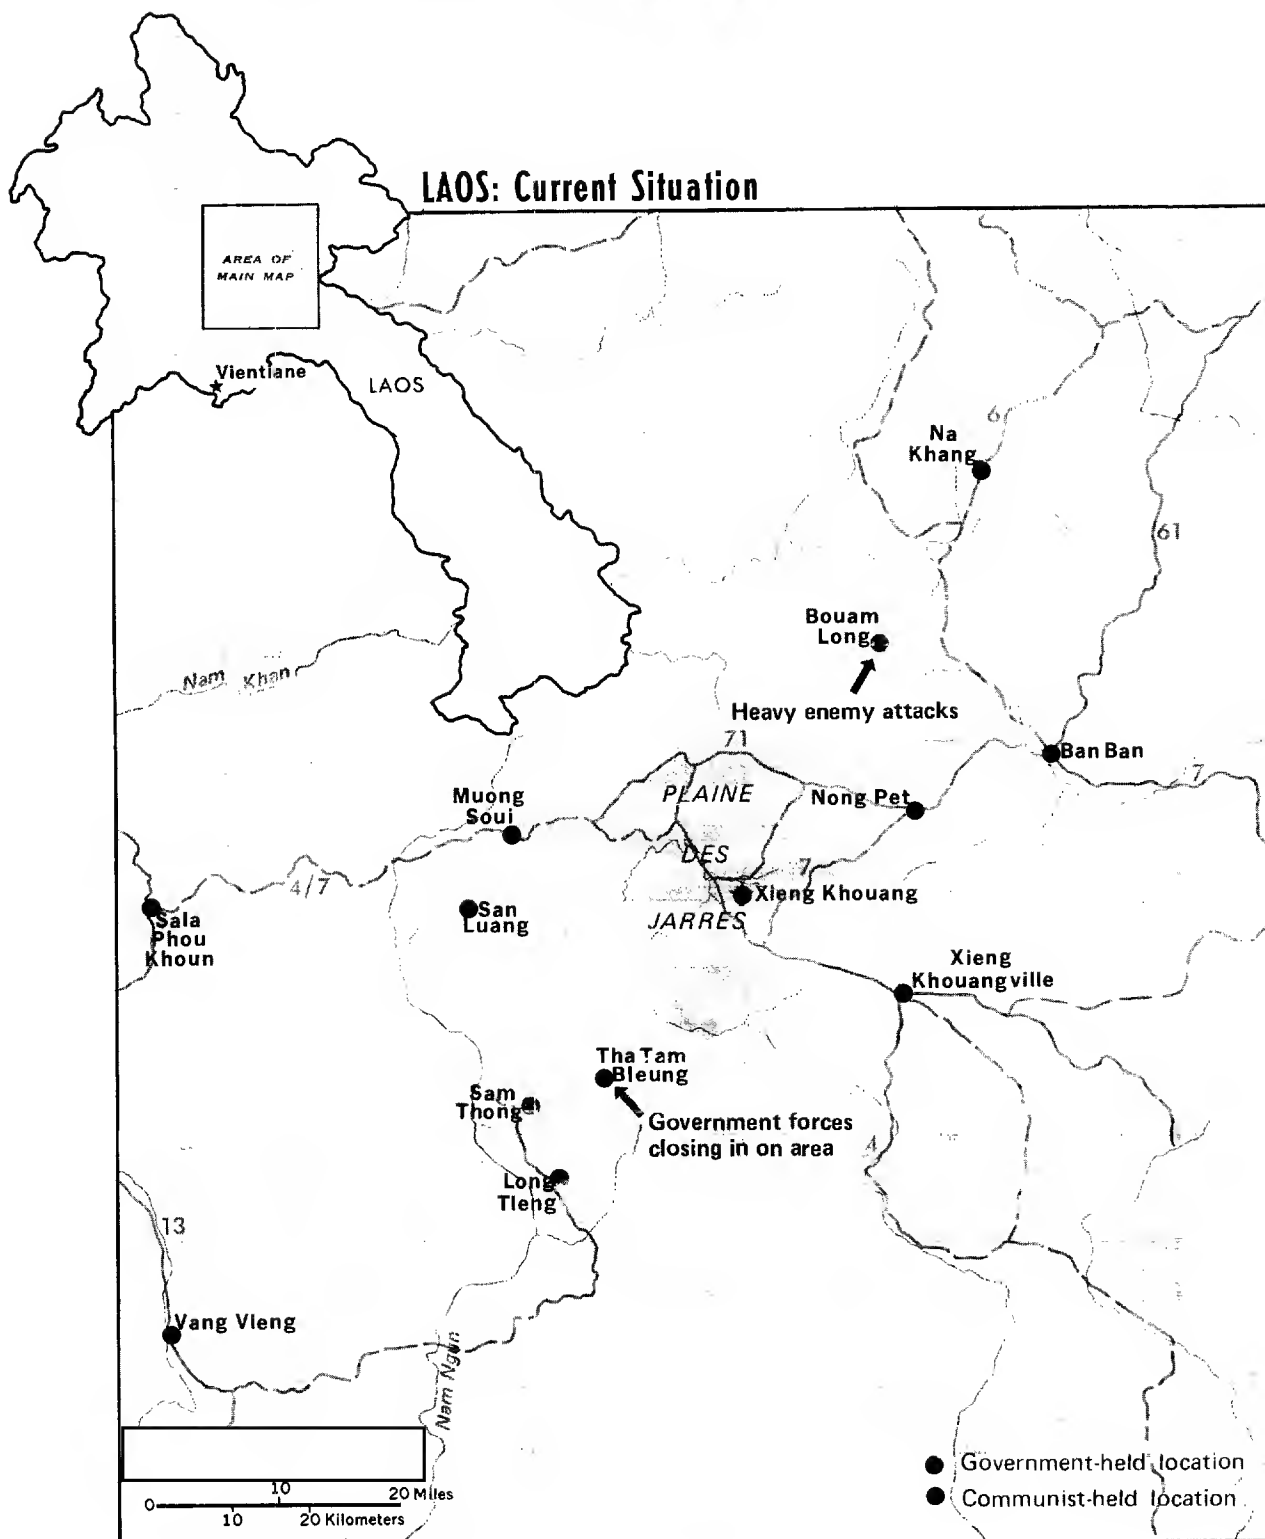 LAOS: Current Situation
AREA OF
MAIN MAP
Vientiane
LAOS
Na
Khang
6
61
Bouam
Long
Heavy enemy attacks
Nam Khan
71
Ban Ban
7
Muong
Soui
PLAINE
Nong Pet
DES
7
4/7
Xieng Khouang
San
Luang
JARRES
Sala
Phou
Khoun
Xieng
Khouangville
Tha Tam
Bleung
Sam
Thong
Government forces
closing in on area
4
Long
Tieng
13
Vang Vieng
Nam Ngun
10
0 20 Miles
10 20 Kilometers
Government-held location
Communist-held location